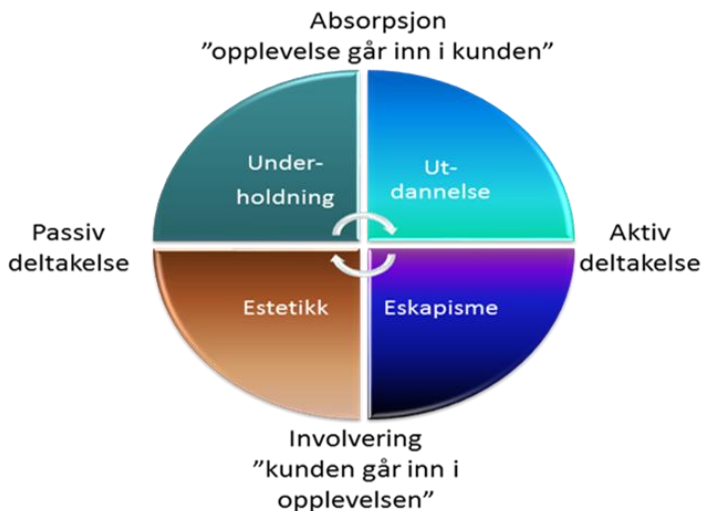 Absorpsjon
”opplevelse går inn i kunden”
Under-
holdning
Ut-
dannelse
Passiv
deltakelse
Aktiv
deltakelse
Estetikk
Eskapisme
Involvering
”kunden går inn i
opplevelsen”